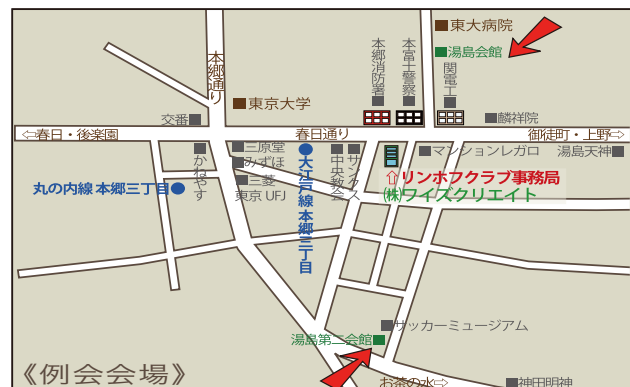 東大病院
湯島会館
本郷通り
本郷消防署
本富士警察
関電工
東京大学
交番
麟祥院
⇦春日・後楽園
春日通り
御徒町・上野⇨
かねやす
三原堂
みずほ
三菱
東京 UFJ
大江戸線本郷三丁目
中央教会
サンクス
マンションレガロ
湯島天神
⇧リンホフクラブ事務局
㈱ワイズクリエイト
丸の内線 本郷三丁目
サッカーミュージアム
湯島第二会館
《例会会場》
お茶の水⇨
神田明神